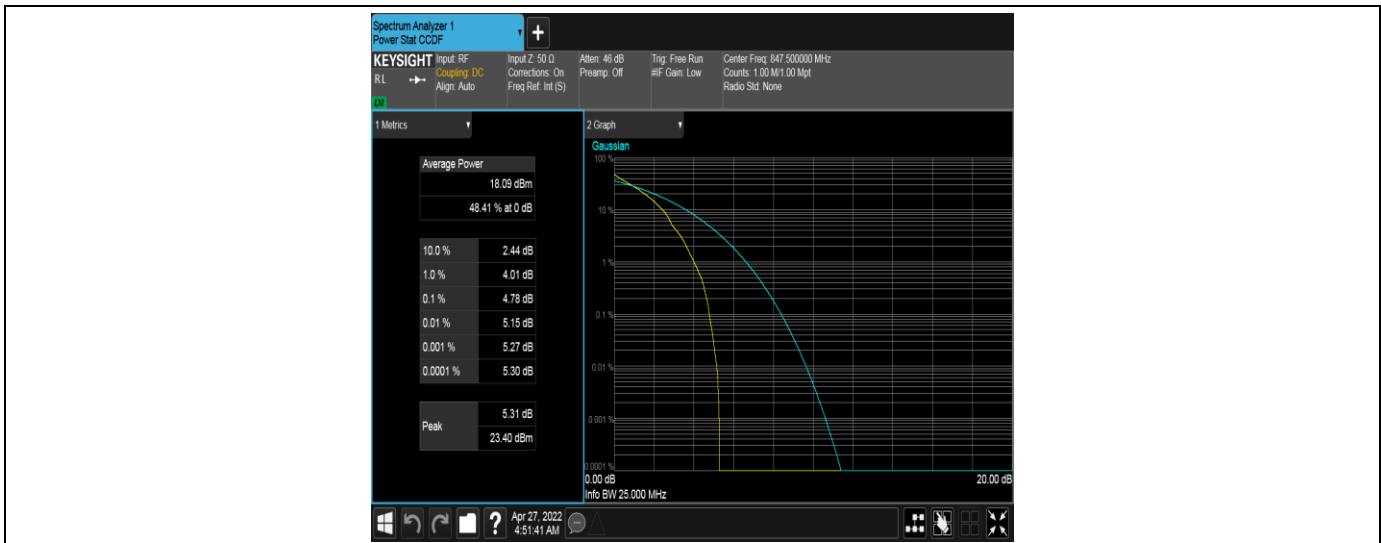 Spectrum Analyzer 1
Power Stat CCDF
KEYSIGHT
RL
LM
Input: RF
Coupling: DC
Align: Auto
Input Z: 50 Ω
Corrections: On
Freq Ref: Int (S)
Atten: 46 dB
Preamp: Off
Trig: Free Run
#IF Gain: Low
Center Freq: 847.500000 MHz
Counts: 1.00 M/1.00 Mpt
Radio Std: None
1 Metrics
Average Power
18.09 dBm
48.41 % at 0 dB
10.0 % 2.44 dB
1.0 % 4.01 dB
0.1 % 4.78 dB
0.01 % 5.15 dB
0.001 % 5.27 dB
0.0001 % 5.30 dB
Peak
5.31 dB
23.40 dBm
2 Graph
Gaussian
100 %
10 %
1 %
0.1 %
0.01 %
0.001 %
0.0001 %
0.00 dB 20.00 dB
Info BW 25.000 MHz
? Apr 27, 2022
4:51:41 AM